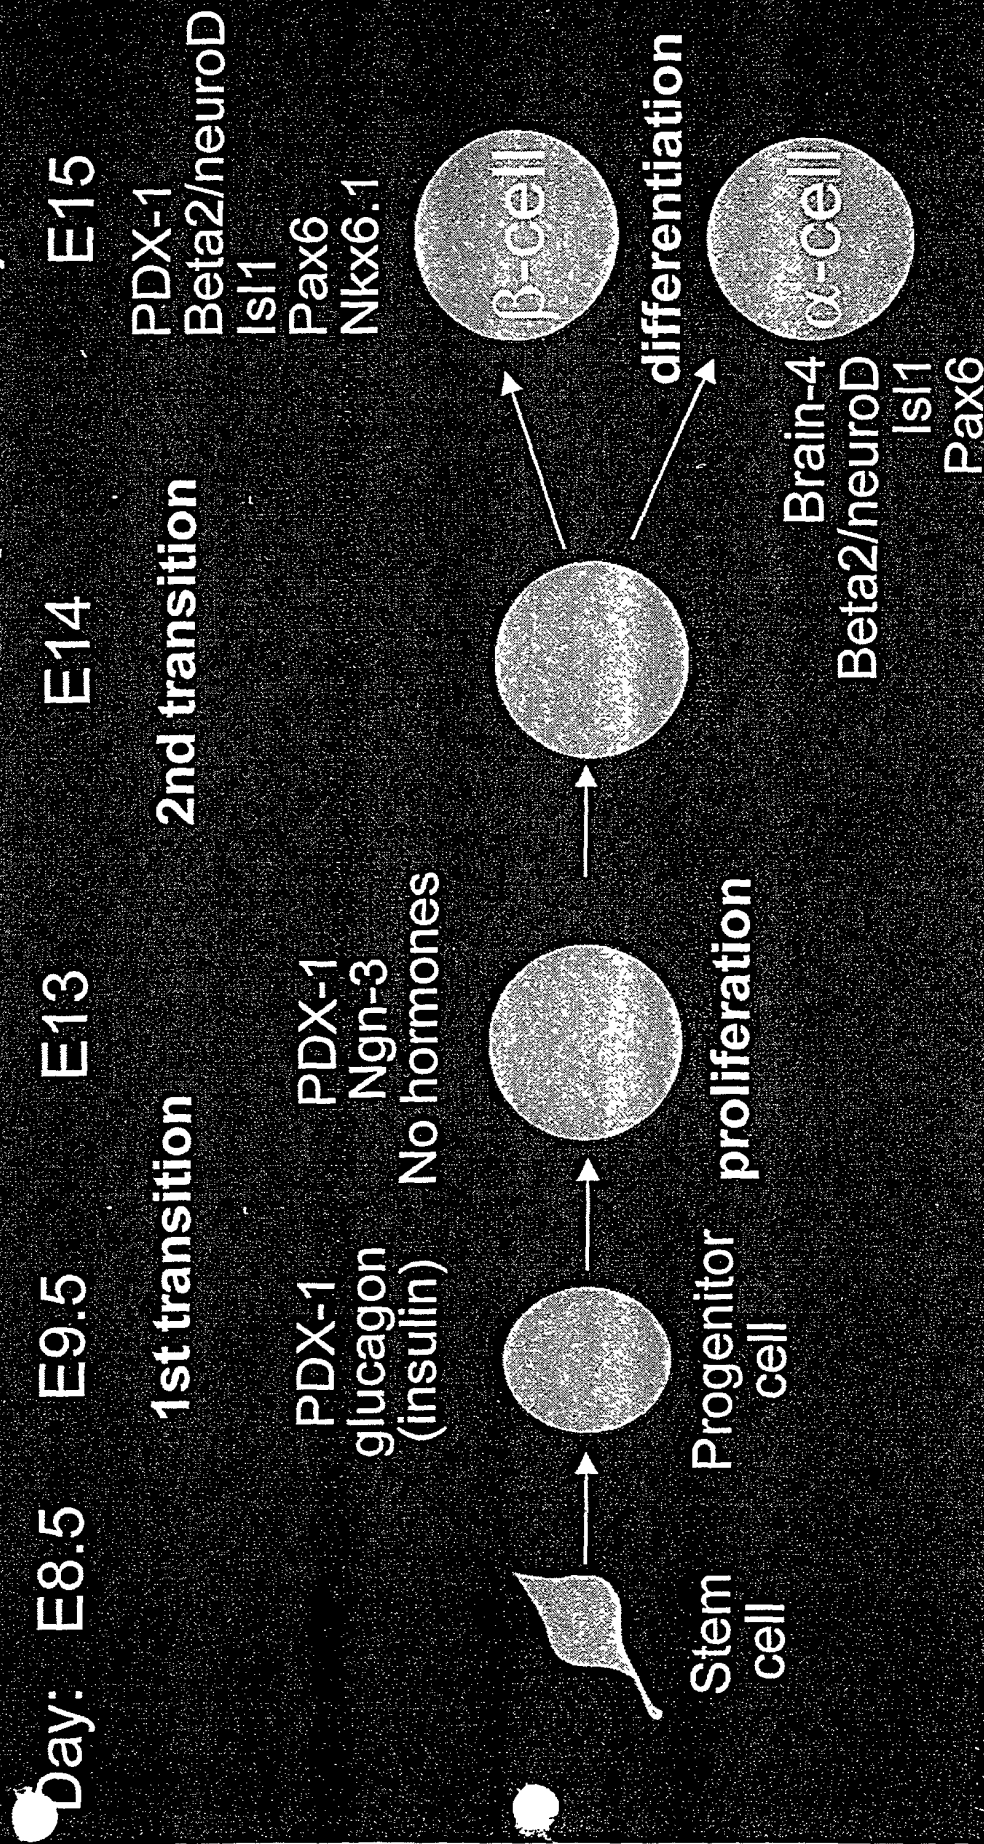 Day: E8.5 E9.5 E13 E14 E15
1st transition 2nd transition
PDX-1
glucagon
(insulin)
PDX-1
Ngn-3
No hormones
PDX-1
Beta2/neuroD
Isl1
Pax6
Nkx6.1
β-cell
differentiation
α-cell
Stem
cell
Progenitor
cell
proliferation
Brain-4
Beta2/neuroD
Isl1
Pax6